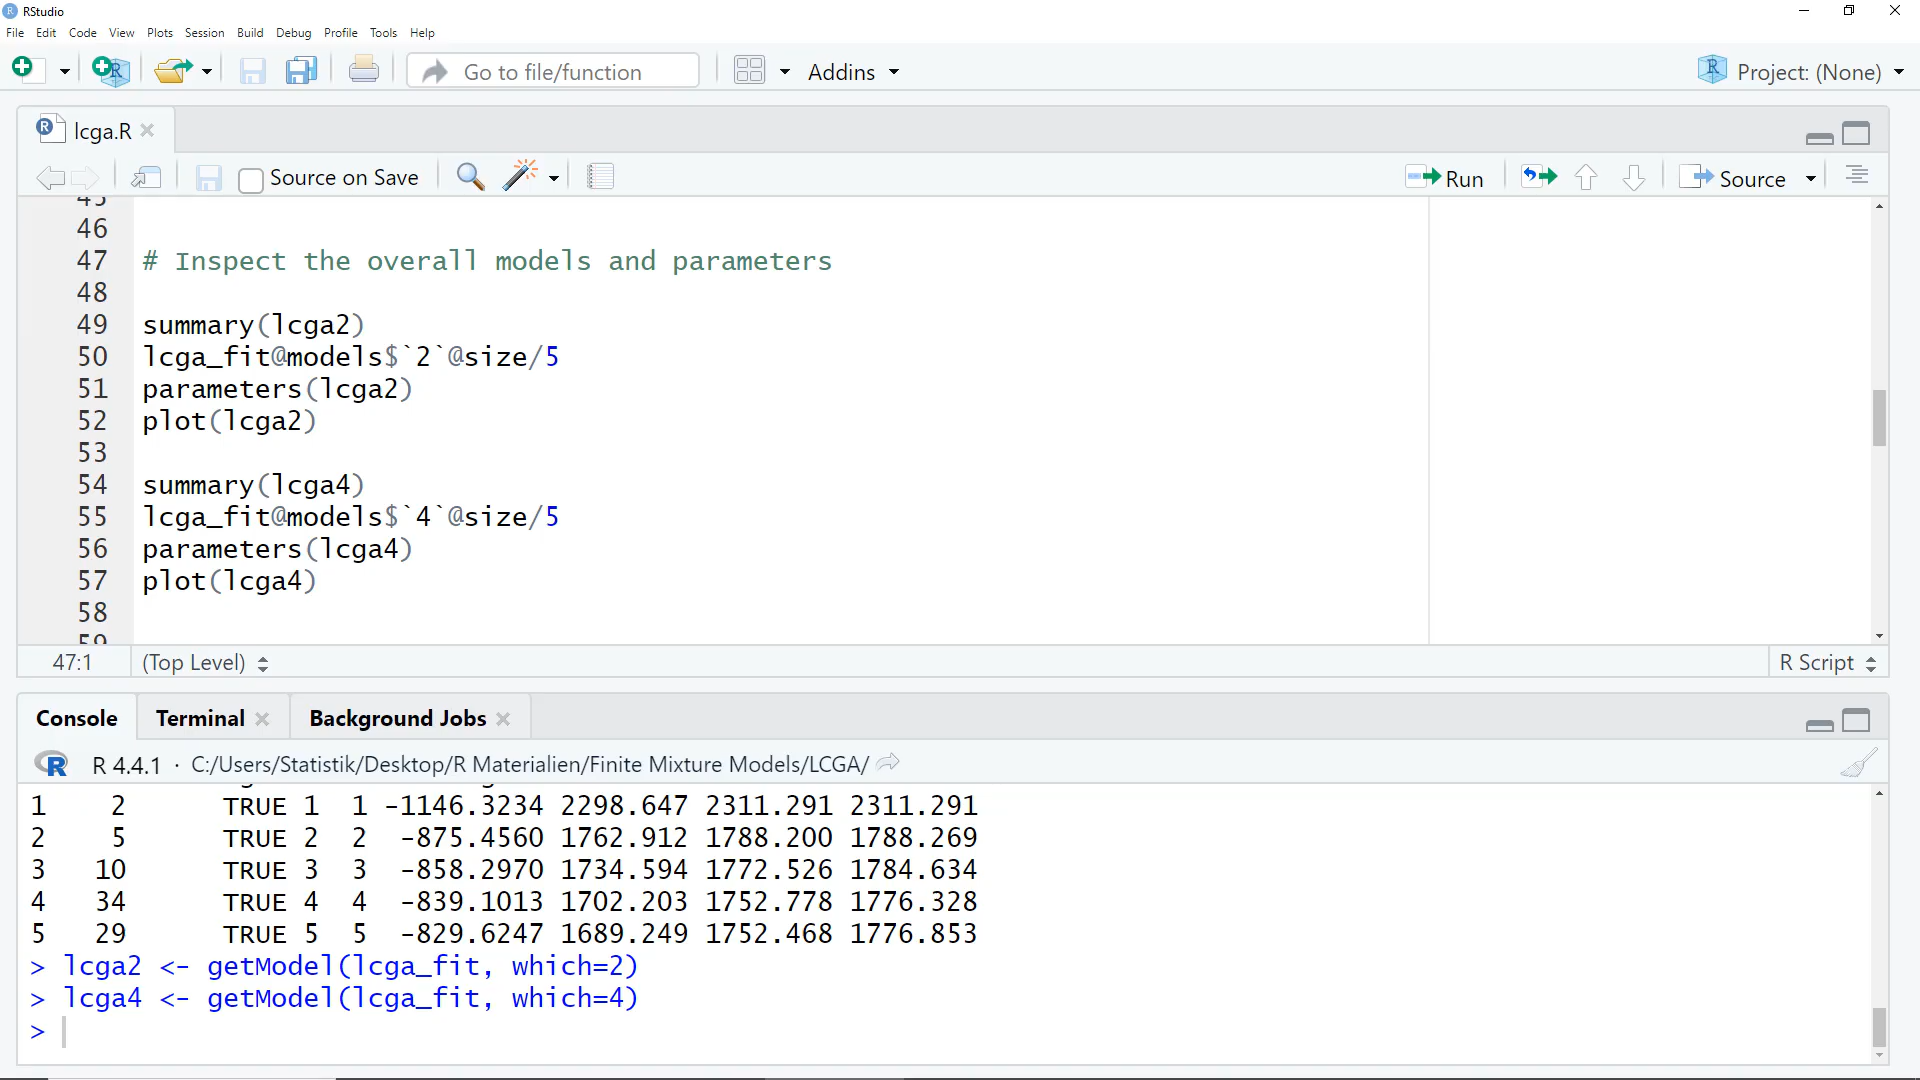 RStudio
File Edit Code View Plots Session Build Debug Profile Tools Help
Go to file/function Addins Project: (None)
lcga.R
Source on Save Run Source
45
46
47 # Inspect the overall models and parameters
48
49 summary(lcga2)
50 lcga_fit@models$`2`@size/5
51 parameters(lcga2)
52 plot(lcga2)
53
54 summary(lcga4)
55 lcga_fit@models$`4`@size/5
56 parameters(lcga4)
57 plot(lcga4)
58
59
47:1 (Top Level) R Script
Console Terminal Background Jobs
R 4.4.1 · C:/Users/Statistik/Desktop/R Materialien/Finite Mixture Models/LCGA/
1 2 TRUE 1 1 -1146.3234 2298.647 2311.291 2311.291
2 5 TRUE 2 2 -875.4560 1762.912 1788.200 1788.269
3 10 TRUE 3 3 -858.2970 1734.594 1772.526 1784.634
4 34 TRUE 4 4 -839.1013 1702.203 1752.778 1776.328
5 29 TRUE 5 5 -829.6247 1689.249 1752.468 1776.853
> lcga2 <- getModel(lcga_fit, which=2)
> lcga4 <- getModel(lcga_fit, which=4)
>